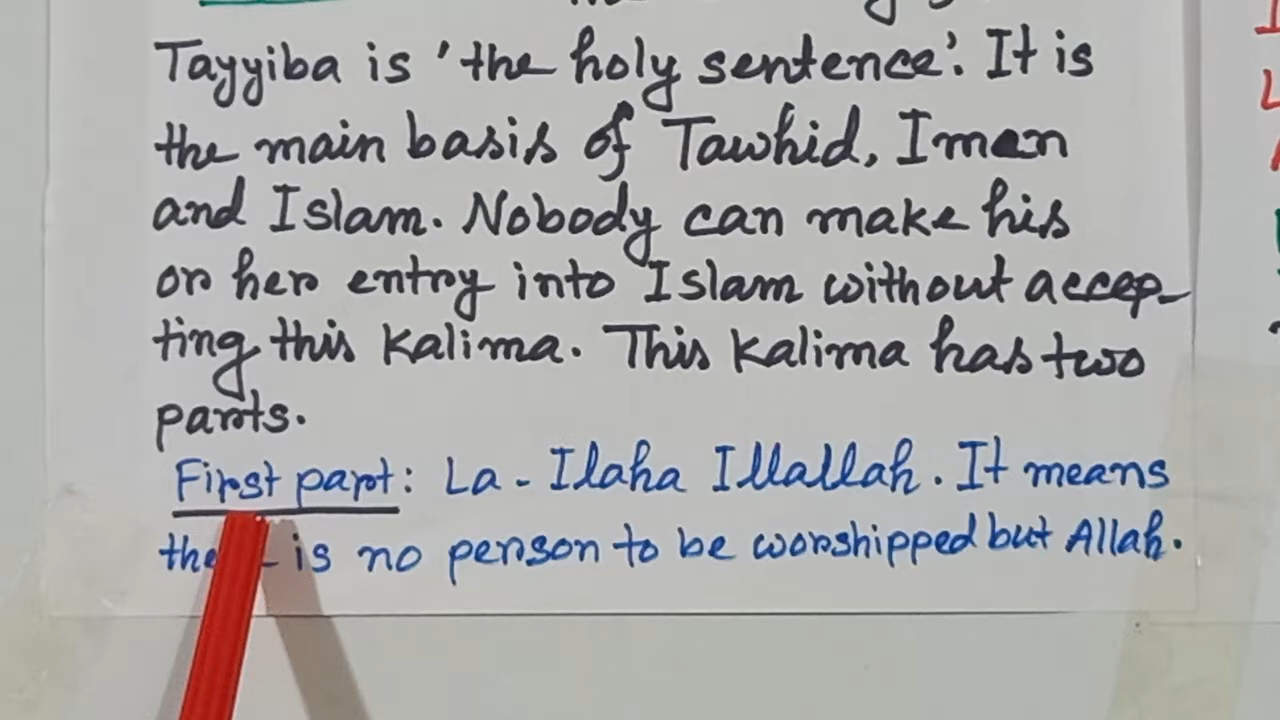 Tayyiba is 'the holy sentence'. It is
the main basis of Tawhid, Iman
and Islam. Nobody can make his
or her entry into Islam without accep-
ting this Kalima. This Kalima has two
parts.
First part: La - Ilaha Illallah. It means
is no person to be worshipped but Allah.